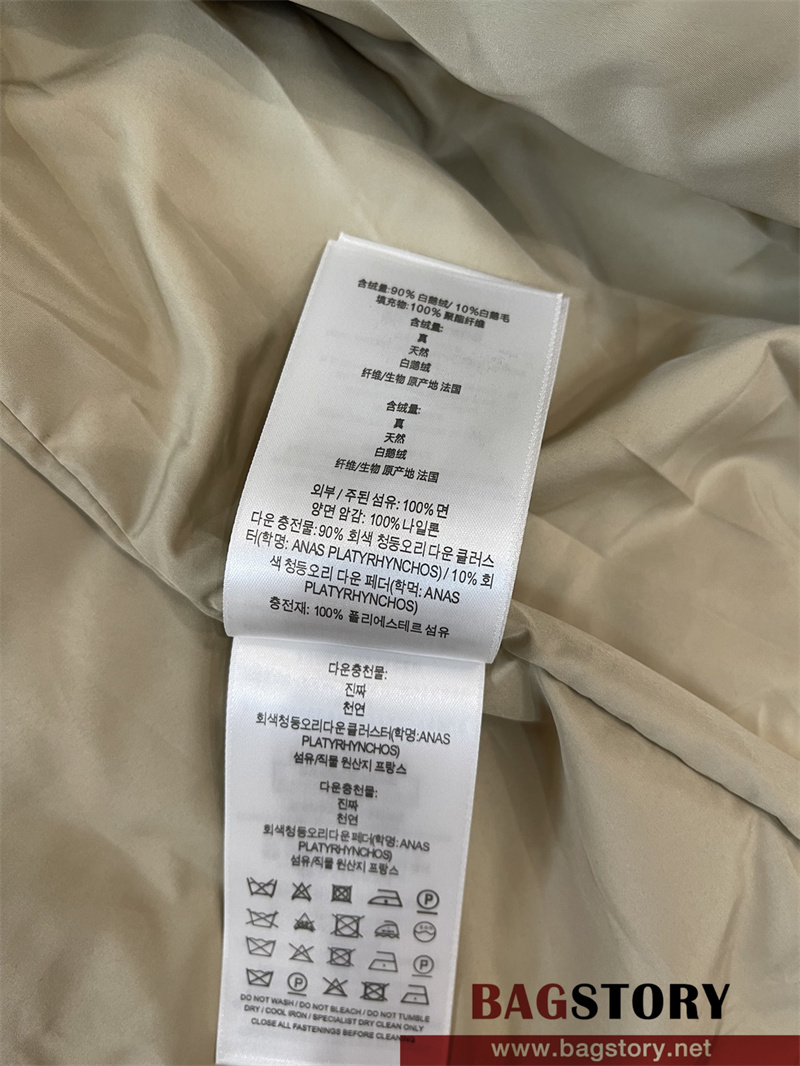 含绒量:90% 白鹅绒/ 10%白鹅毛
填充物:100% 聚酯纤维
含绒量:
真
天然
白鹅绒
纤维/生物 原产地 法国
含绒量:
真
天然
白鹅绒
纤维/生物 原产地 法国
외부 / 주된 섬유: 100% 면
양면 암감: 100% 나일론
다운 충전물: 90% 회색 청둥오리 다운 클러스
터(학명: ANAS PLATYRHYNCHOS) / 10% 회
색 청둥오리 다운 페더(학먹: ANAS
PLATYRHYNCHOS)
충전재: 100% 폴리에스테르 섬유
다운충천물:
진짜
천연
회색청둥오리다운클러스터(학명:ANAS
PLATYRHYNCHOS)
섬유/직물 원산지 프랑스
다운충천물:
진짜
천연
회색청둥오리다운페더(학명:ANAS
PLATYRHYNCHOS)
섬유/직물 원산지 프랑스
P
P
P
DO NOT WASH / DO NOT BLEACH / DO NOT TUMBLE
DRY / COOL IRON / SPECIALIST DRY CLEAN ONLY
CLOSE ALL FASTENINGS BEFORE CLEANING
BAGSTORY
www.bagstory.net